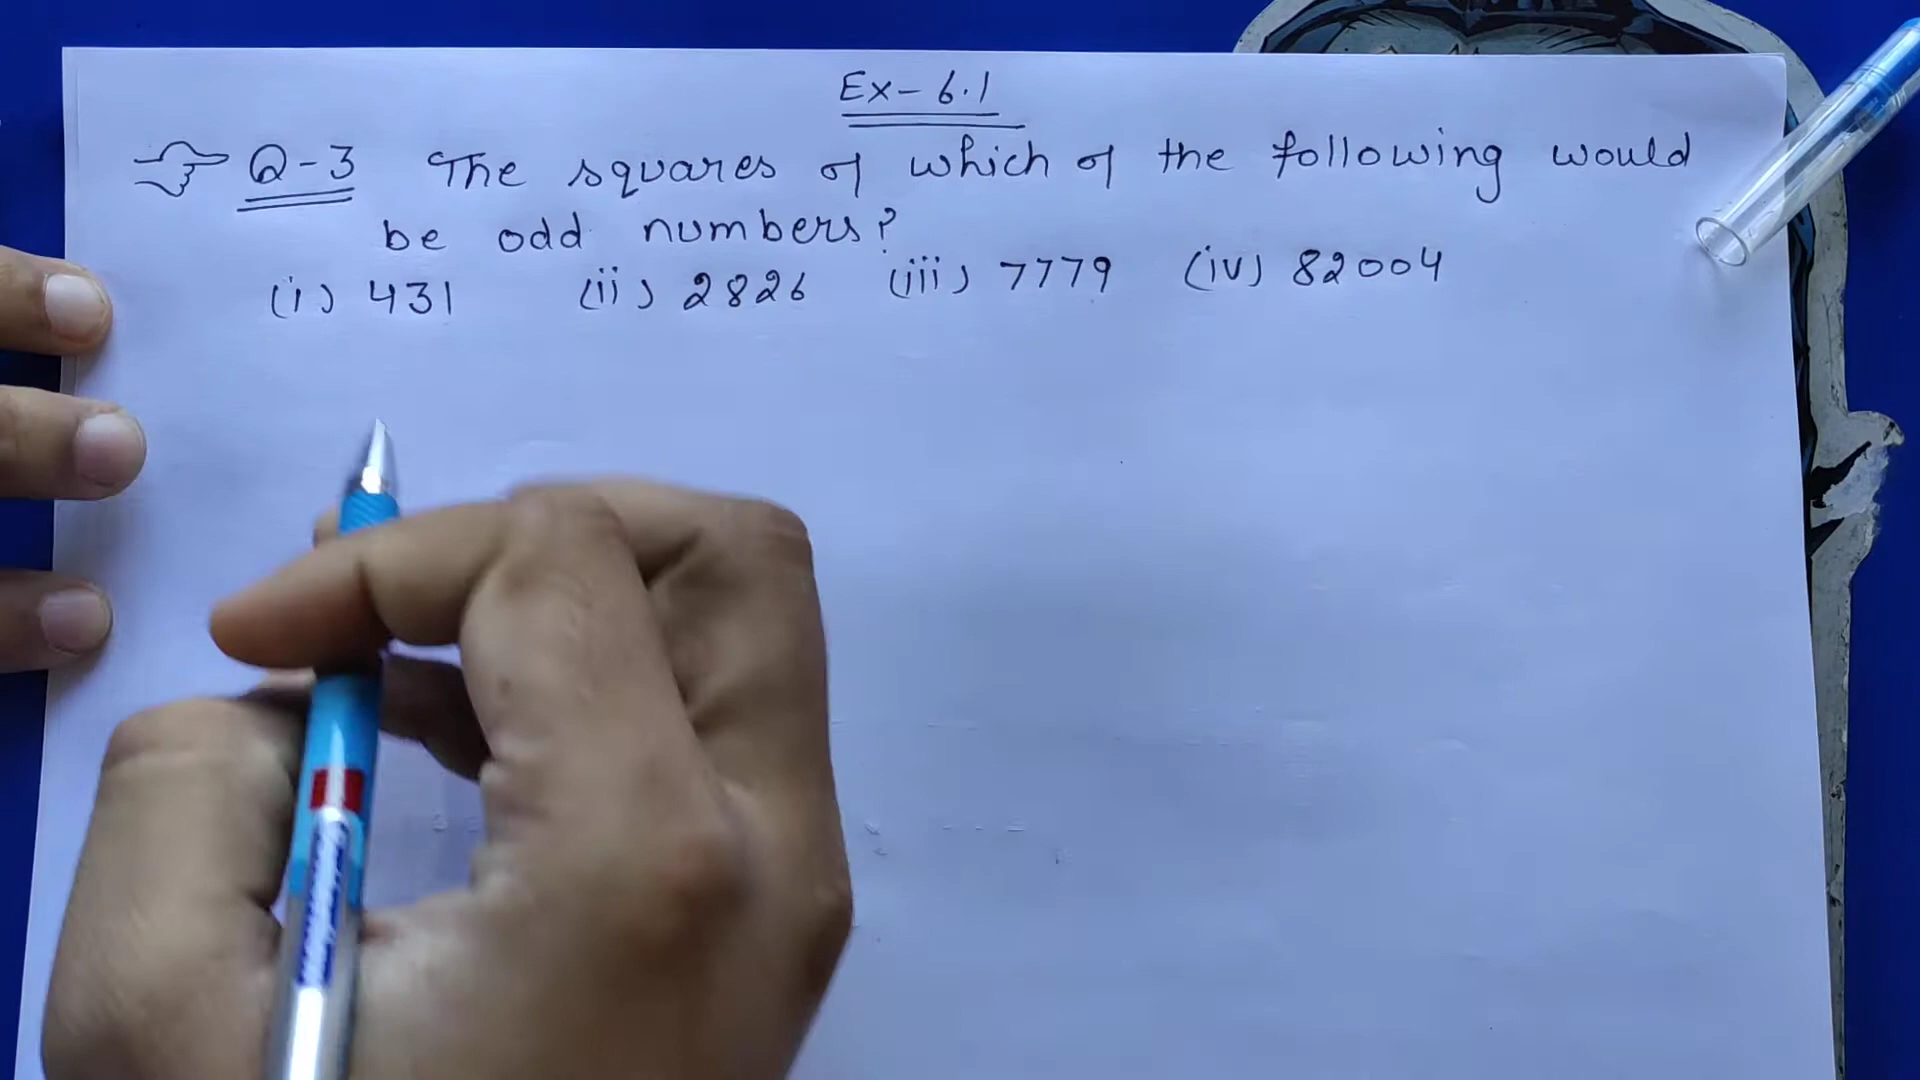 Ex- 6.1
Q-3 The squares of which of the following would
be odd numbers?
(i) 431 (ii) 2826 (iii) 7779 (iv) 82004